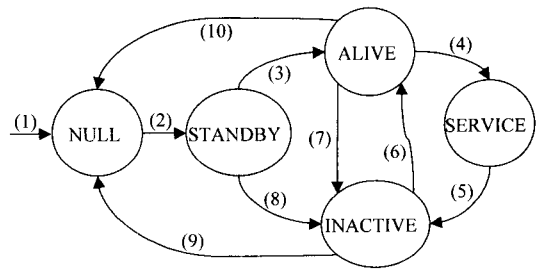 (10)
ALIVE
(4)
(3)
(1)
NULL
(2)
STANDBY
(7)
(6)
SERVICE
(8)
(5)
INACTIVE
(9)